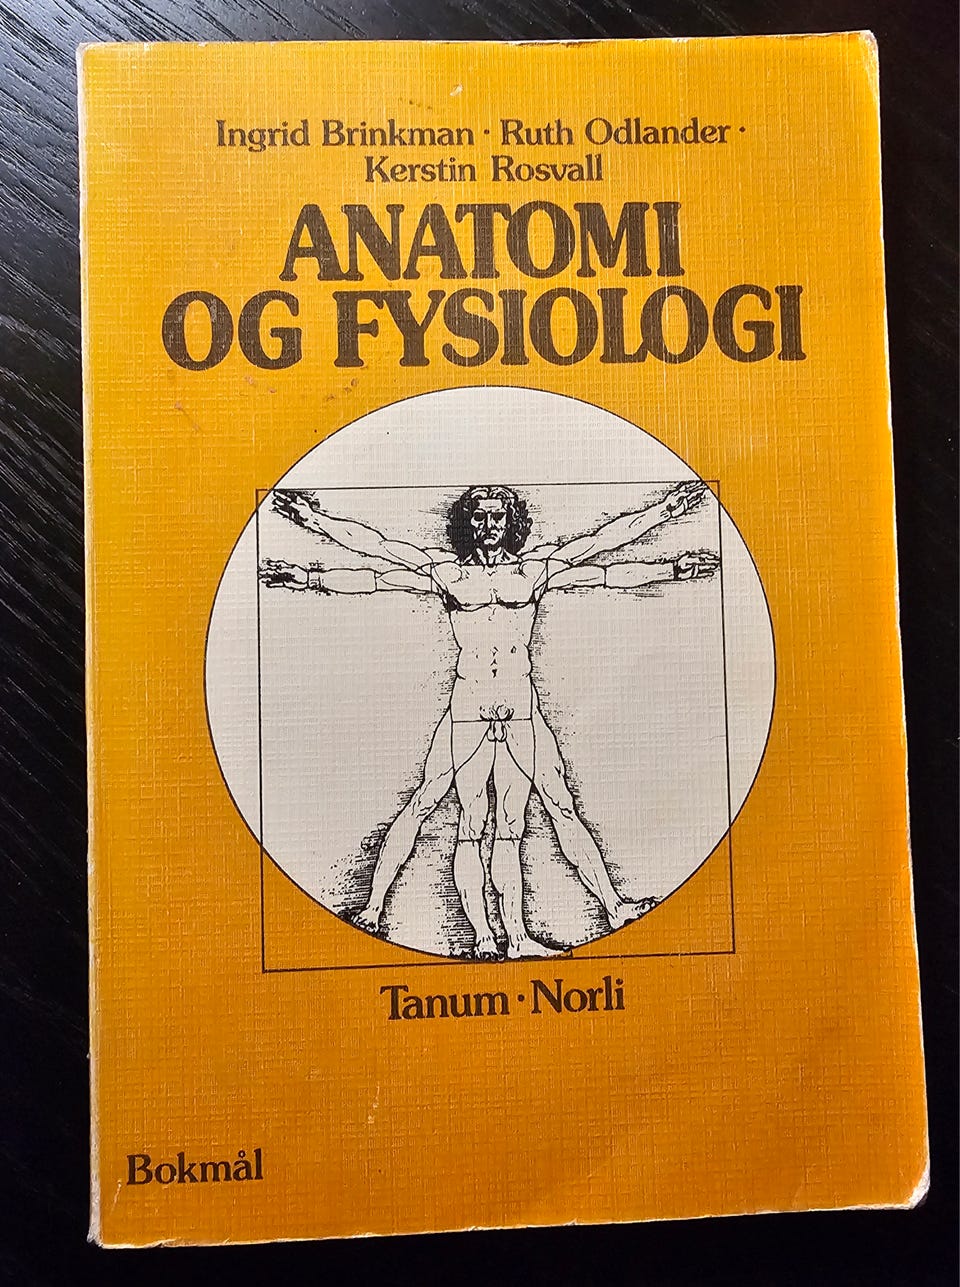 Ingrid Brinkman · Ruth Odlander ·
Kerstin Rosvall
ANATOMI
OG FYSIOLOGI
Tanum · Norli
Bokmål